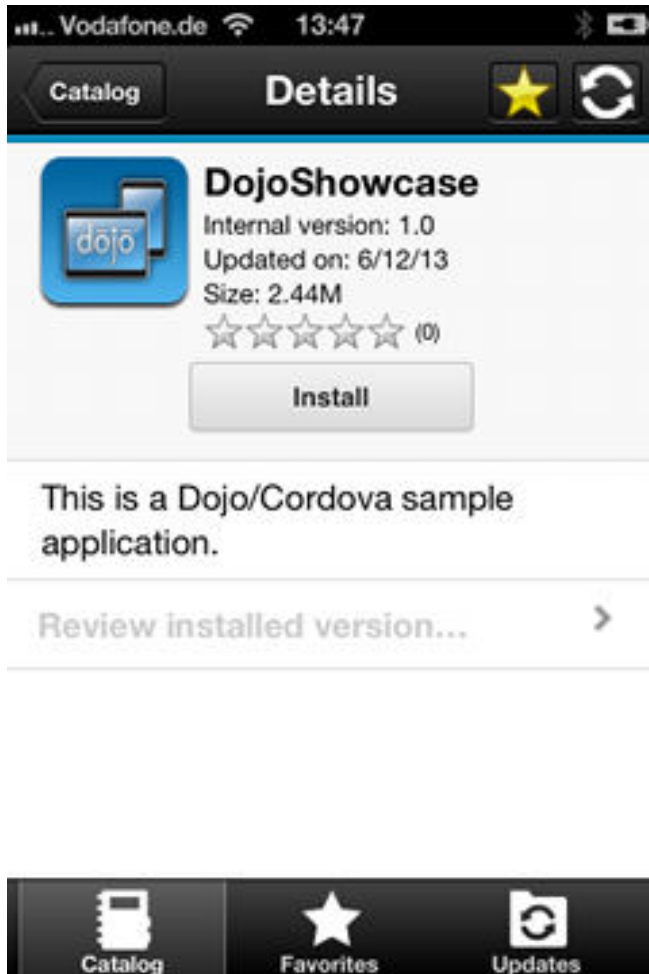 Vodafone.de 13:47
Catalog Details
dōjō
DojoShowcase
Internal version: 1.0
Updated on: 6/12/13
Size: 2.44M
(0)
Install
This is a Dojo/Cordova sample
application.
Review installed version...
Catalog Favorites Updates